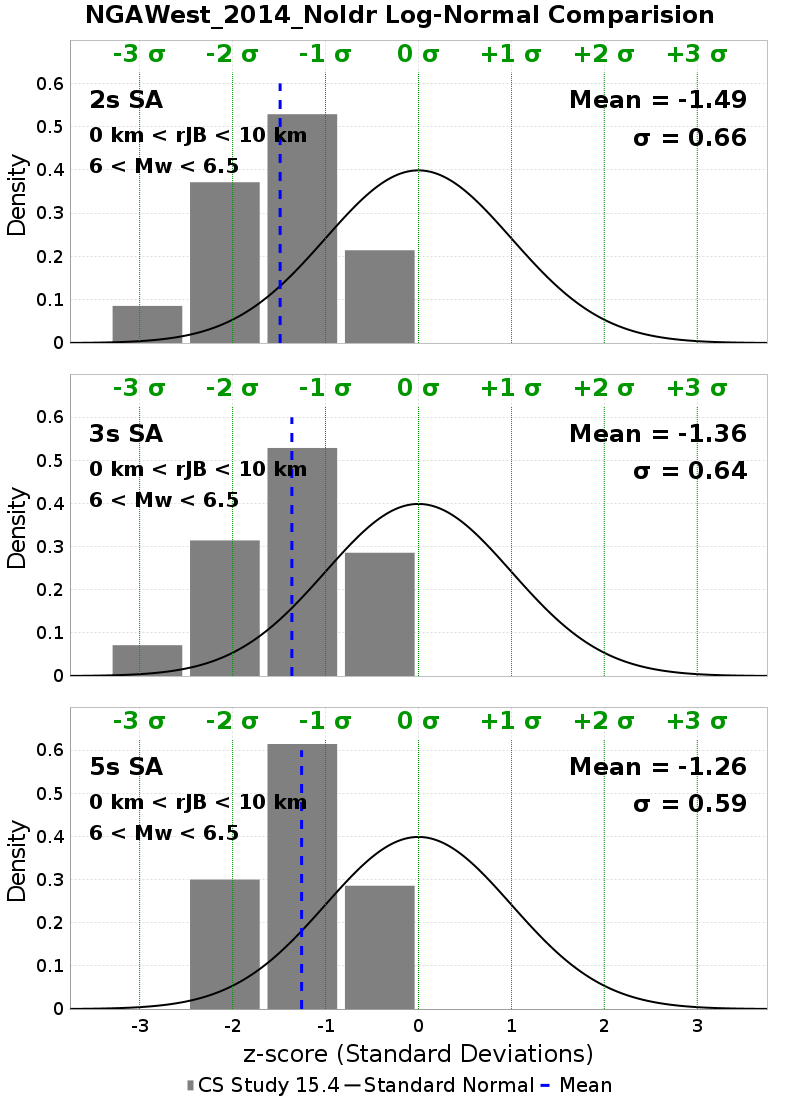 NGAWest_2014_NoIdr Log-Normal Comparision
-3 σ -2 σ -1 σ 0 σ +1 σ +2 σ +3 σ
0.6
2s SA Mean = -1.49
0.5
0 km < rJB < 10 km σ = 0.66
6 < Mw < 6.5
0.4
Density
0.3
0.2
0.1
0
-3 σ -2 σ -1 σ 0 σ +1 σ +2 σ +3 σ
0.6
3s SA Mean = -1.36
0.5
0 km < rJB < 10 km σ = 0.64
6 < Mw < 6.5
0.4
Density
0.3
0.2
0.1
0
-3 σ -2 σ -1 σ 0 σ +1 σ +2 σ +3 σ
0.6
5s SA Mean = -1.26
0.5
0 km < rJB < 10 km σ = 0.59
6 < Mw < 6.5
0.4
Density
0.3
0.2
0.1
0
-3 -2 -1 0 1 2 3
z-score (Standard Deviations)
CS Study 15.4 Standard Normal Mean